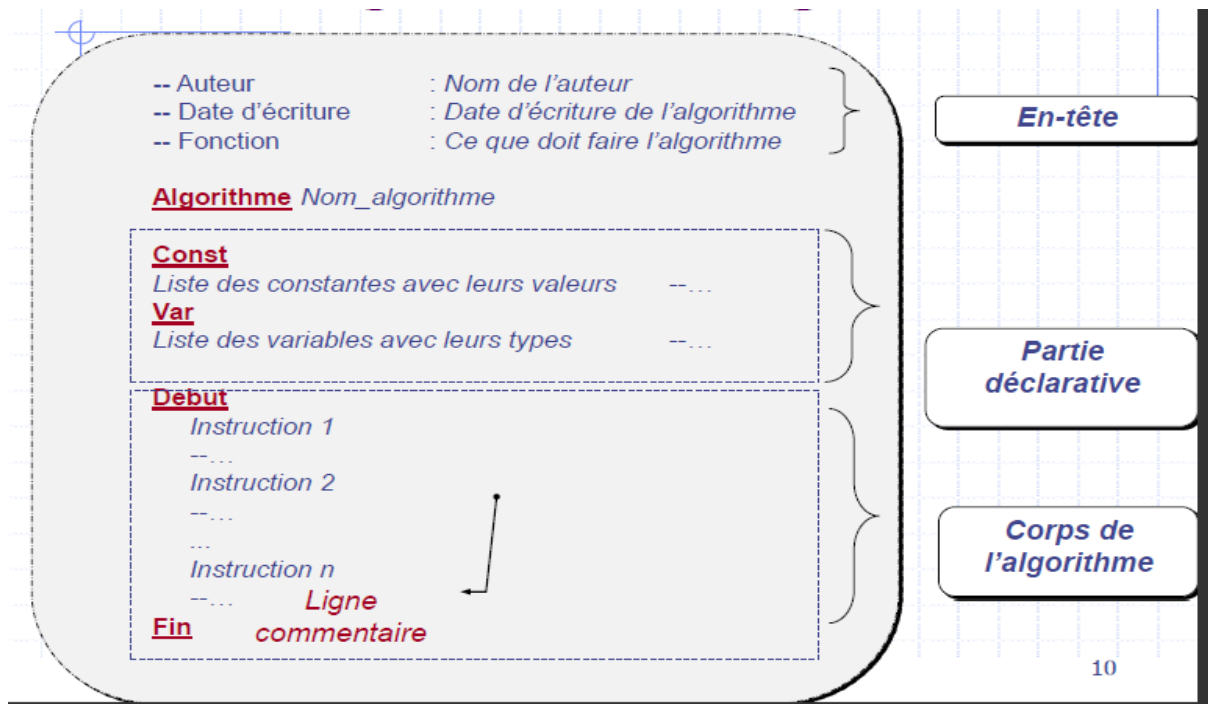 -- Auteur : Nom de l'auteur
-- Date d'écriture : Date d'écriture de l'algorithme
-- Fonction : Ce que doit faire l'algorithme
En-tête
Algorithme Nom_algorithme
Const
Liste des constantes avec leurs valeurs --...
Var
Liste des variables avec leurs types --...
Partie
déclarative
Debut
Instruction 1
--...
Instruction 2
--...
...
Instruction n
--... Ligne
Fin commentaire
Corps de
l'algorithme
10